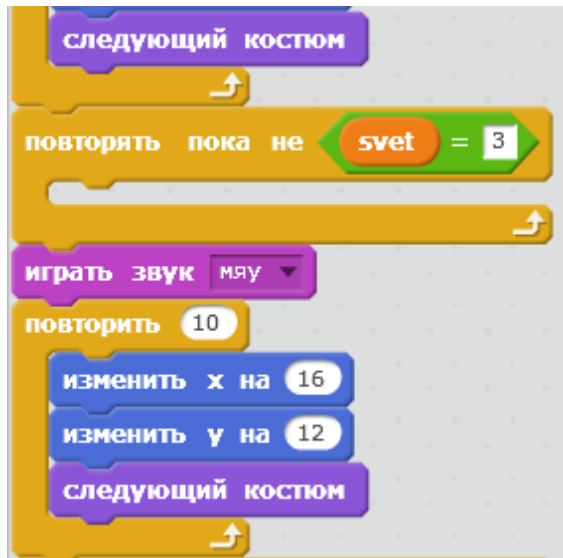 следующий костюм
повторять пока не svet = 3
играть звук мяу
повторить 10
изменить х на 16
изменить у на 12
следующий костюм